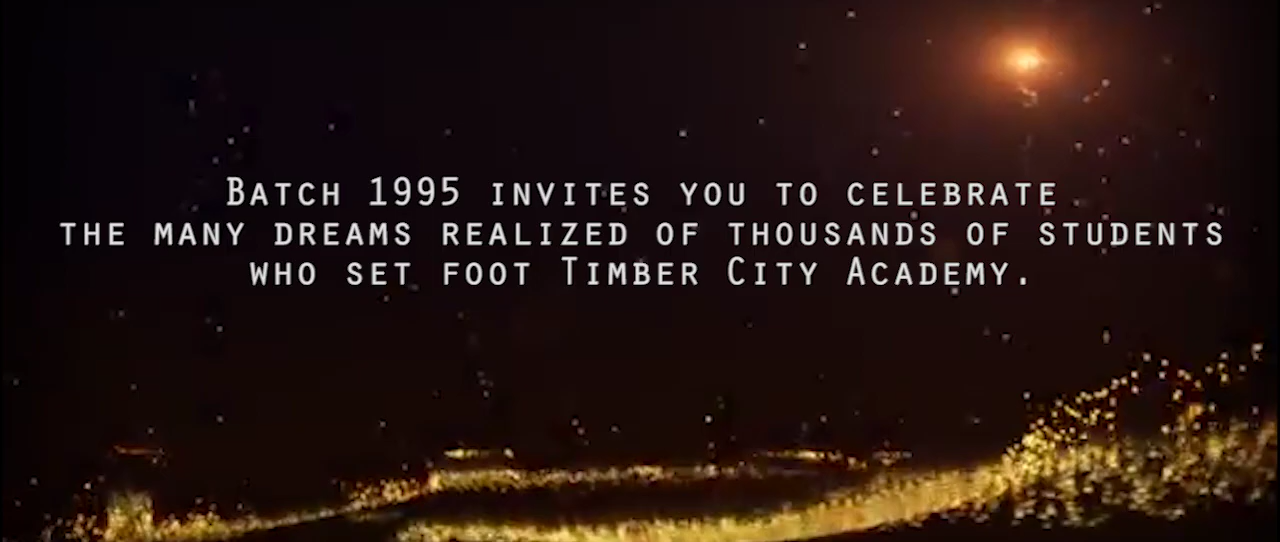 Batch 1995 invites you to celebrate
the many dreams realized of thousands of students
who set foot Timber City Academy.